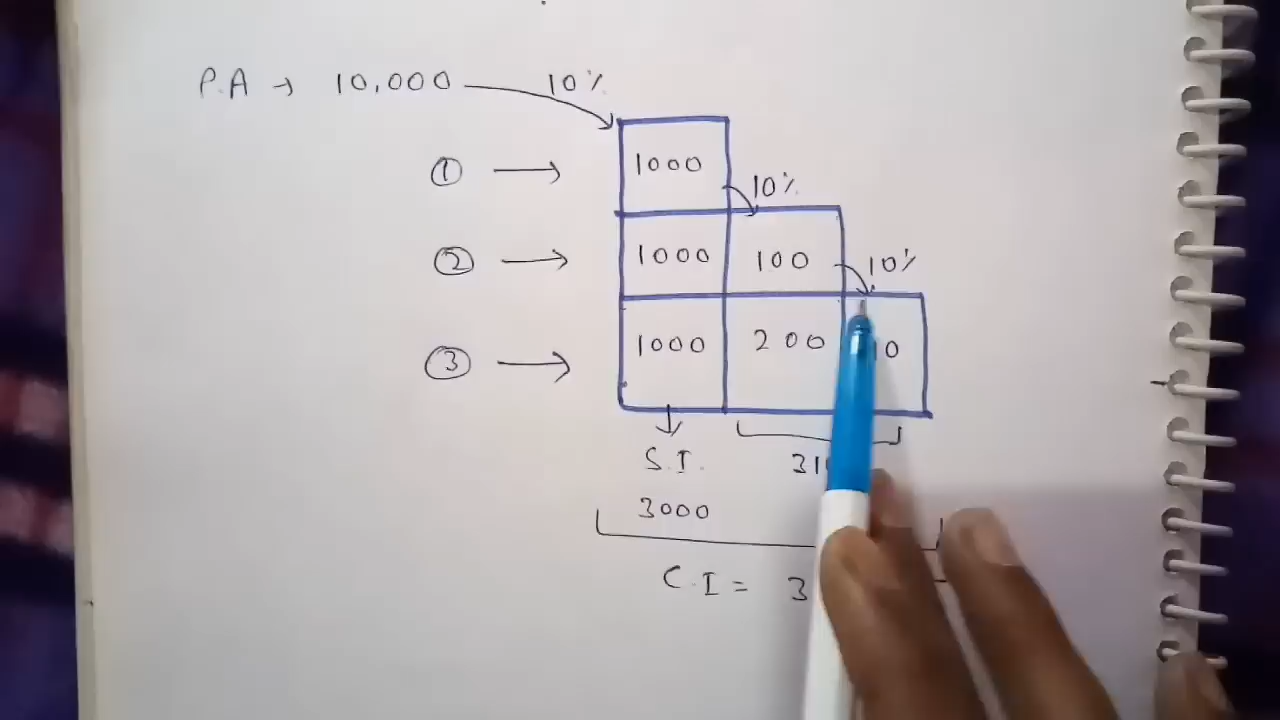 P.A → 10,000 10%
① → 1000 10%
② → 1000 100 10%
③ → 1000 200
S.I.
3000
C.I =